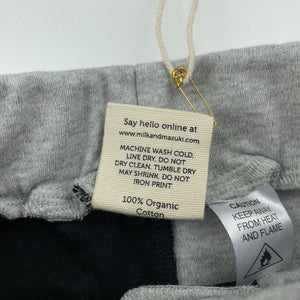 Say hello online at
www.milkandmasuki.com
MACHINE WASH COLD.
LINE DRY, DO NOT
DRY CLEAN. TUMBLE DRY
MAY SHRINK. DO NOT
IRON PRINT
100% Organic
Cotton
CAUTION
KEEP AWAY
FROM HEAT
AND FLAME